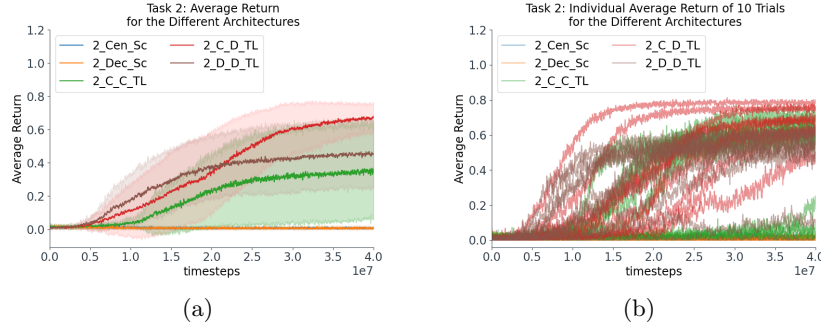 Task 2: Average Return
for the Different Architectures
1.2
1.0
0.8
0.6
0.4
0.2
0.0
Average Return
2_Cen_Sc
2_Dec_Sc
2_C_C_TL
2_C_D_TL
2_D_D_TL
0.0 0.5 1.0 1.5 2.0 2.5 3.0 3.5 4.0
timesteps
1e7
(a)
Task 2: Individual Average Return of 10 Trials
for the Different Architectures
1.2
1.0
0.8
0.6
0.4
0.2
0.0
Average Return
2_Cen_Sc
2_Dec_Sc
2_C_C_TL
2_C_D_TL
2_D_D_TL
0.0 0.5 1.0 1.5 2.0 2.5 3.0 3.5 4.0
timesteps
1e7
(b)